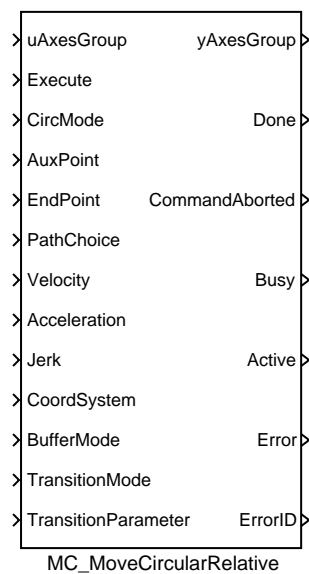 uAxesGroup yAxesGroup
Execute
CircMode Done
AuxPoint
EndPoint CommandAborted
PathChoice
Velocity Busy
Acceleration
Jerk Active
CoordSystem
BufferMode Error
TransitionMode
TransitionParameter ErrorID
MC_MoveCircularRelative